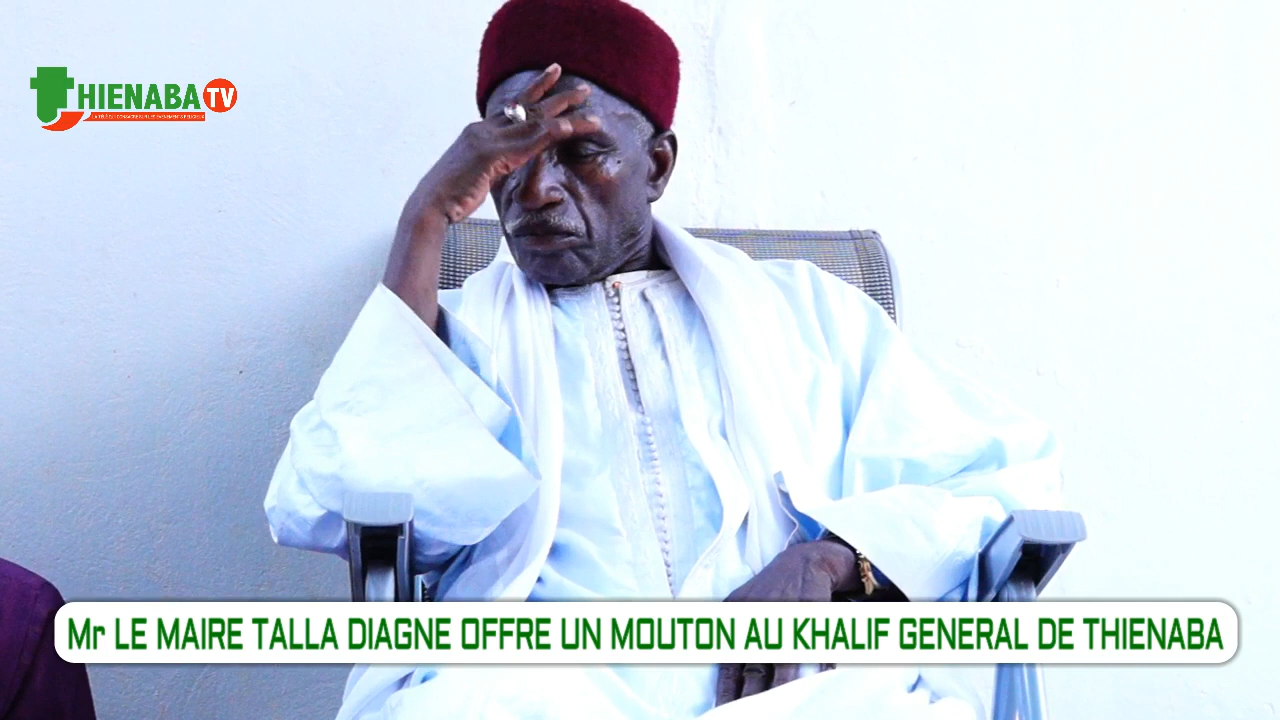 tHIENABA TV
Mr LE MAIRE TALLA DIAGNE OFFRE UN MOUTON AU KHALIF GENERAL DE THIENABA